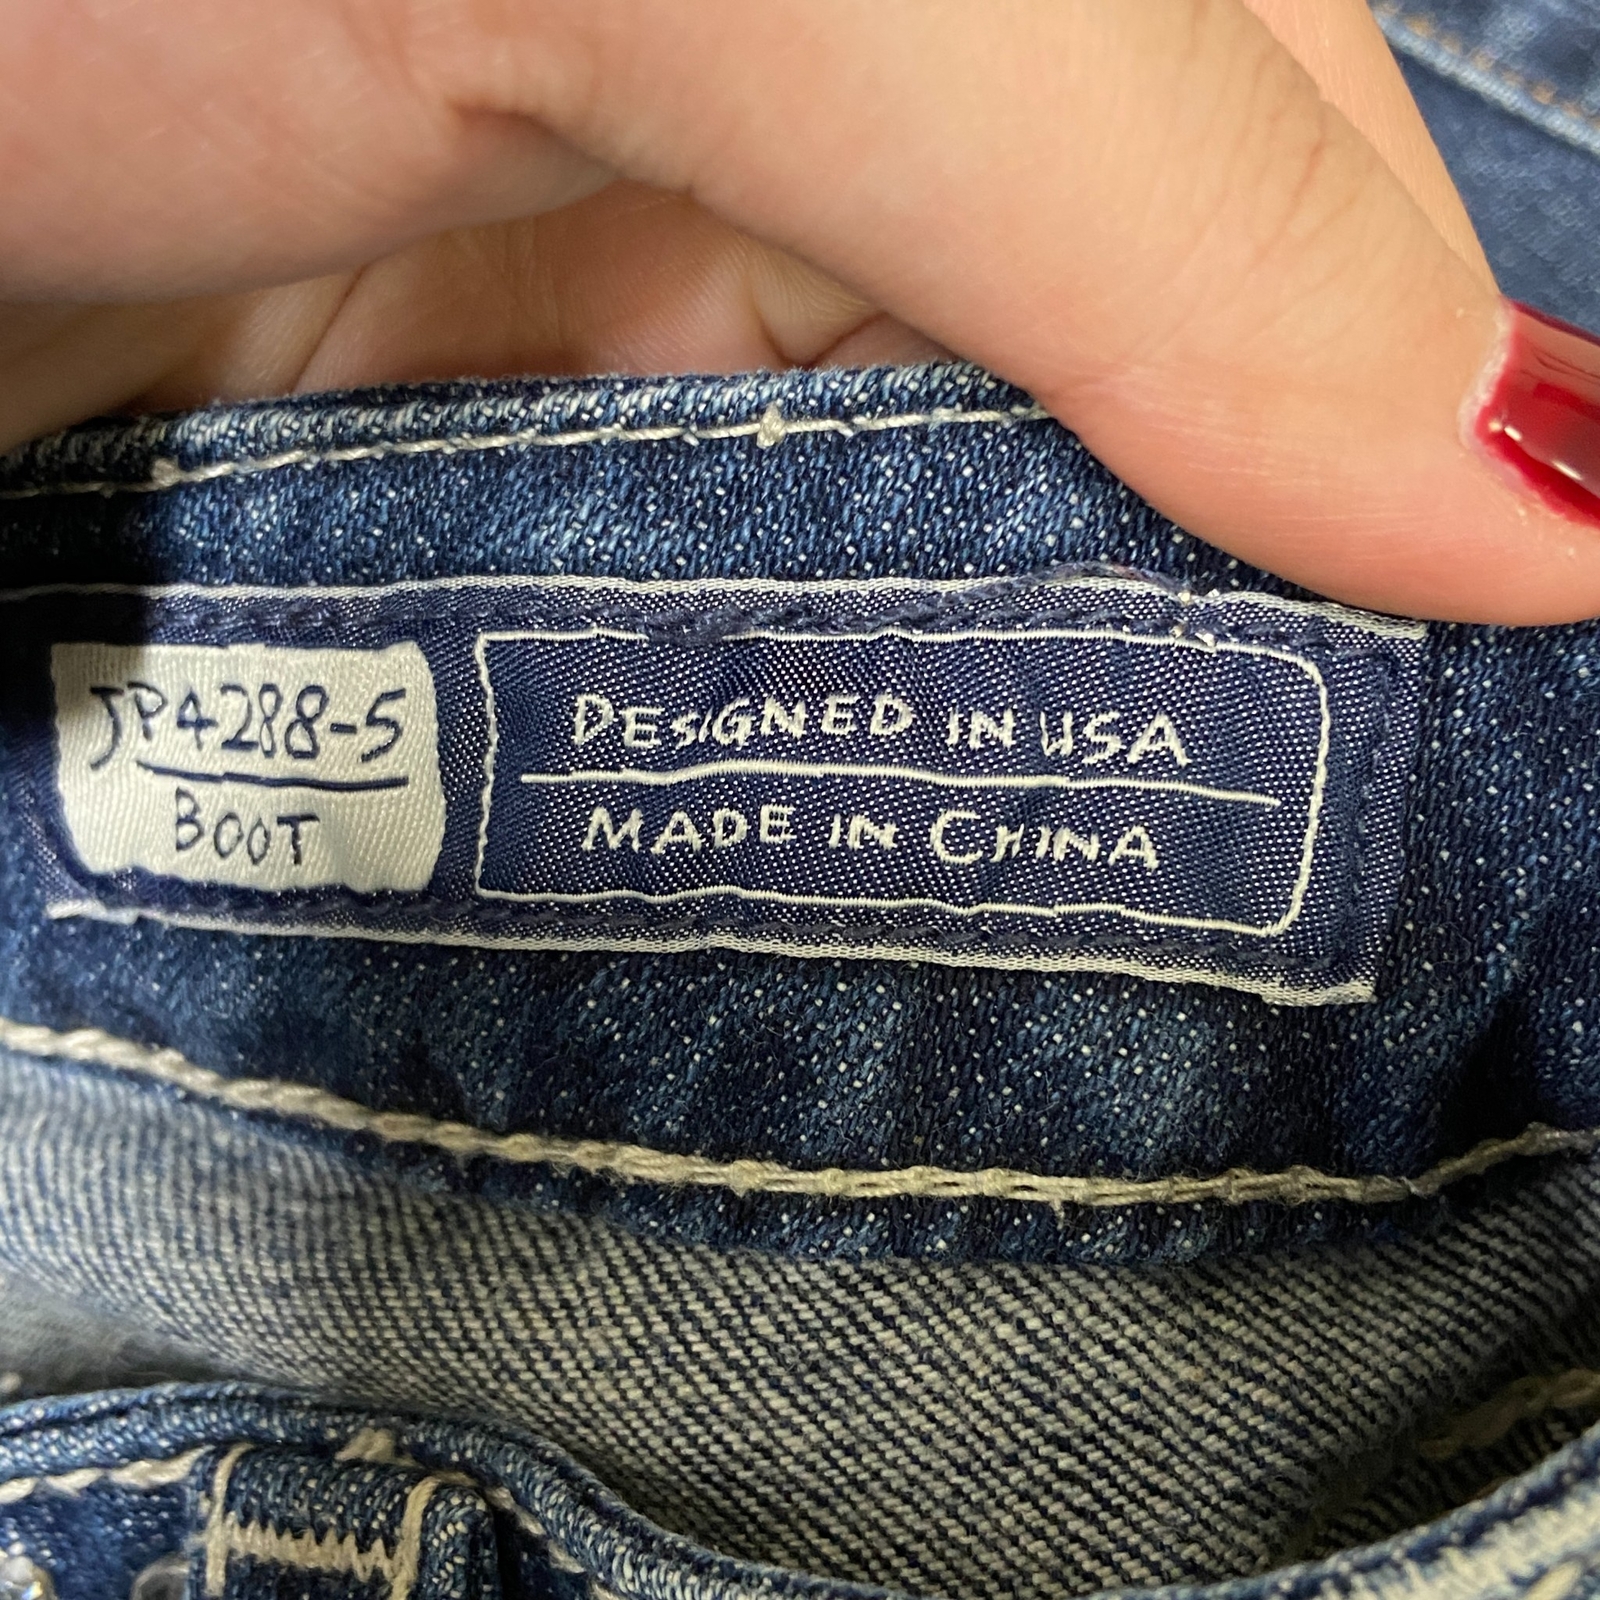 JP4288-5
BOOT
DESIGNED IN USA
MADE IN CHINA